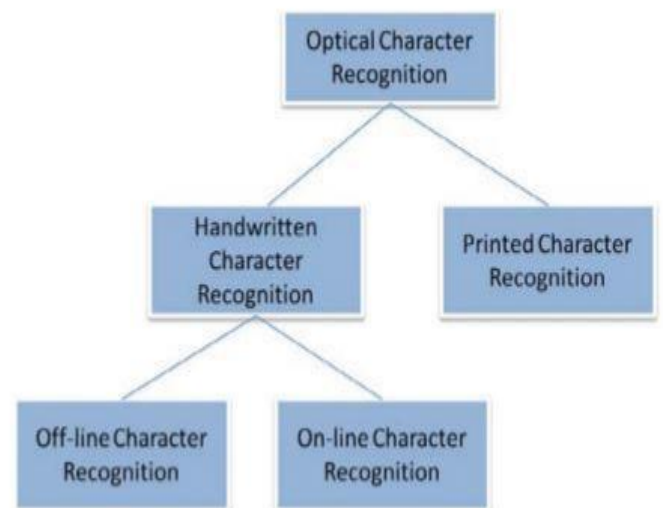 Optical Character
Recognition
Handwritten
Character
Recognition
Printed Character
Recognition
Off-line Character
Recognition
On-line Character
Recognition